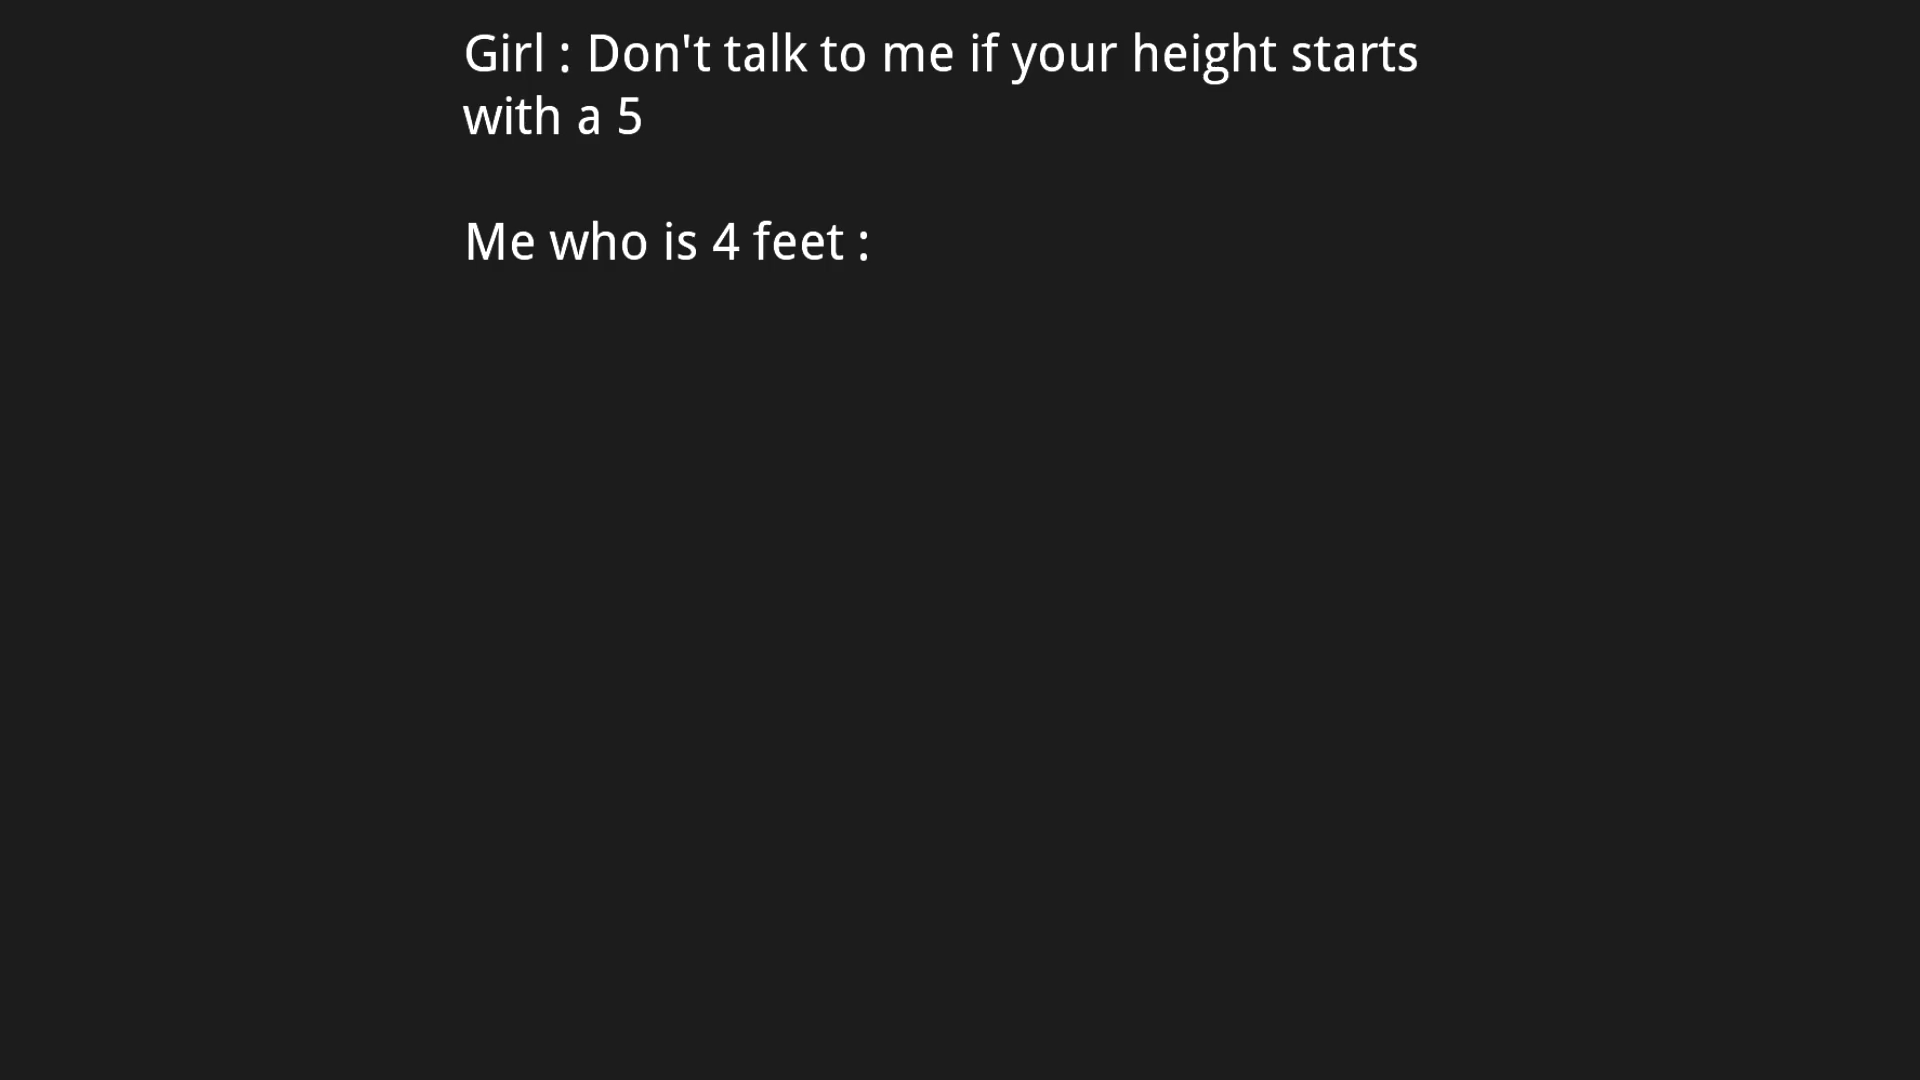 Girl : Don't talk to me if your height starts
with a 5
Me who is 4 feet :